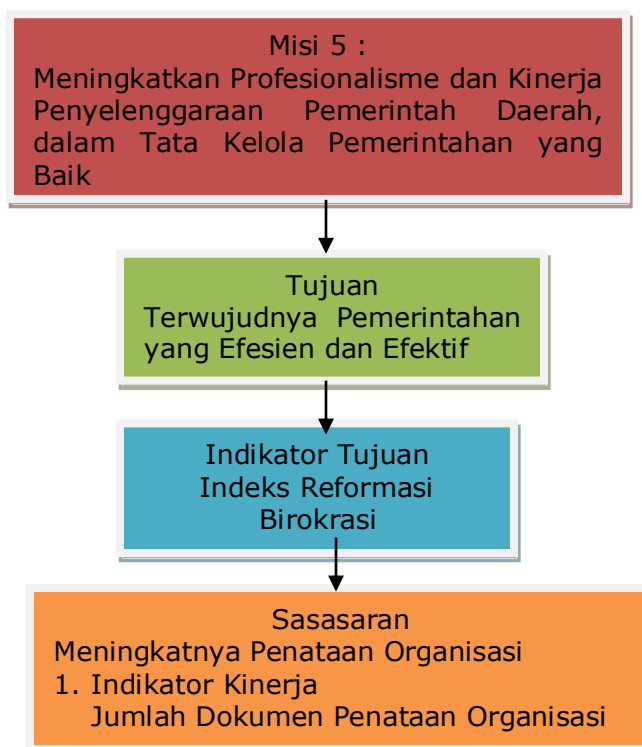 Misi 5 :
Meningkatkan Profesionalisme dan Kinerja
Penyelenggaraan Pemerintah Daerah,
dalam Tata Kelola Pemerintahan yang
Baik
Tujuan
Terwujudnya Pemerintahan
yang Efesien dan Efektif
Indikator Tujuan
Indeks Reformasi
Birokrasi
Sasasaran
Meningkatnya Penataan Organisasi
1. Indikator Kinerja
Jumlah Dokumen Penataan Organisasi